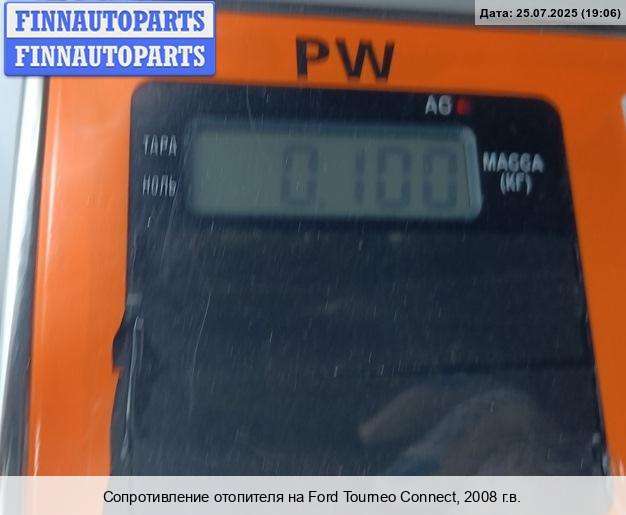 FINNAUTOPARTS
FINNAUTOPARTS
Дата: 25.07.2025 (19:06)
PW
АС
ТАРА
НОЛЬ
0.100
МАССА
(КГ)
Сопротивление отопителя на Ford Tourneo Connect, 2008 г.в.